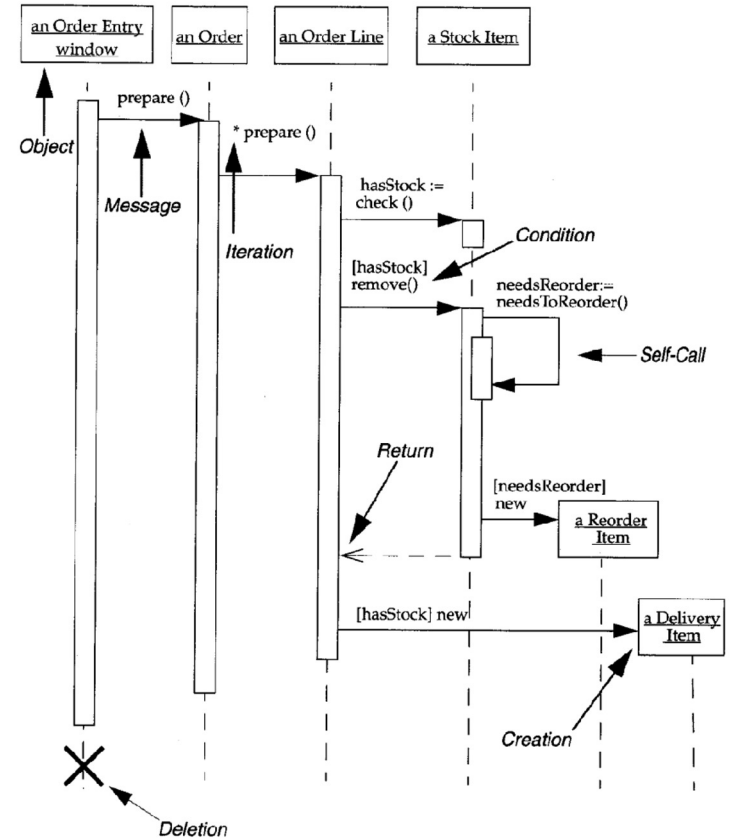 an Order Entry
window
an Order
an Order Line
a Stock Item
prepare ()
Object
* prepare ()
Message
Iteration
hasStock :=
check ()
Condition
[hasStock]
remove()
needsReorder:=
needsToReorder()
Self-Call
Return
[needsReorder]
new
a Reorder
Item
[hasStock] new
a Delivery
Item
Creation
Deletion